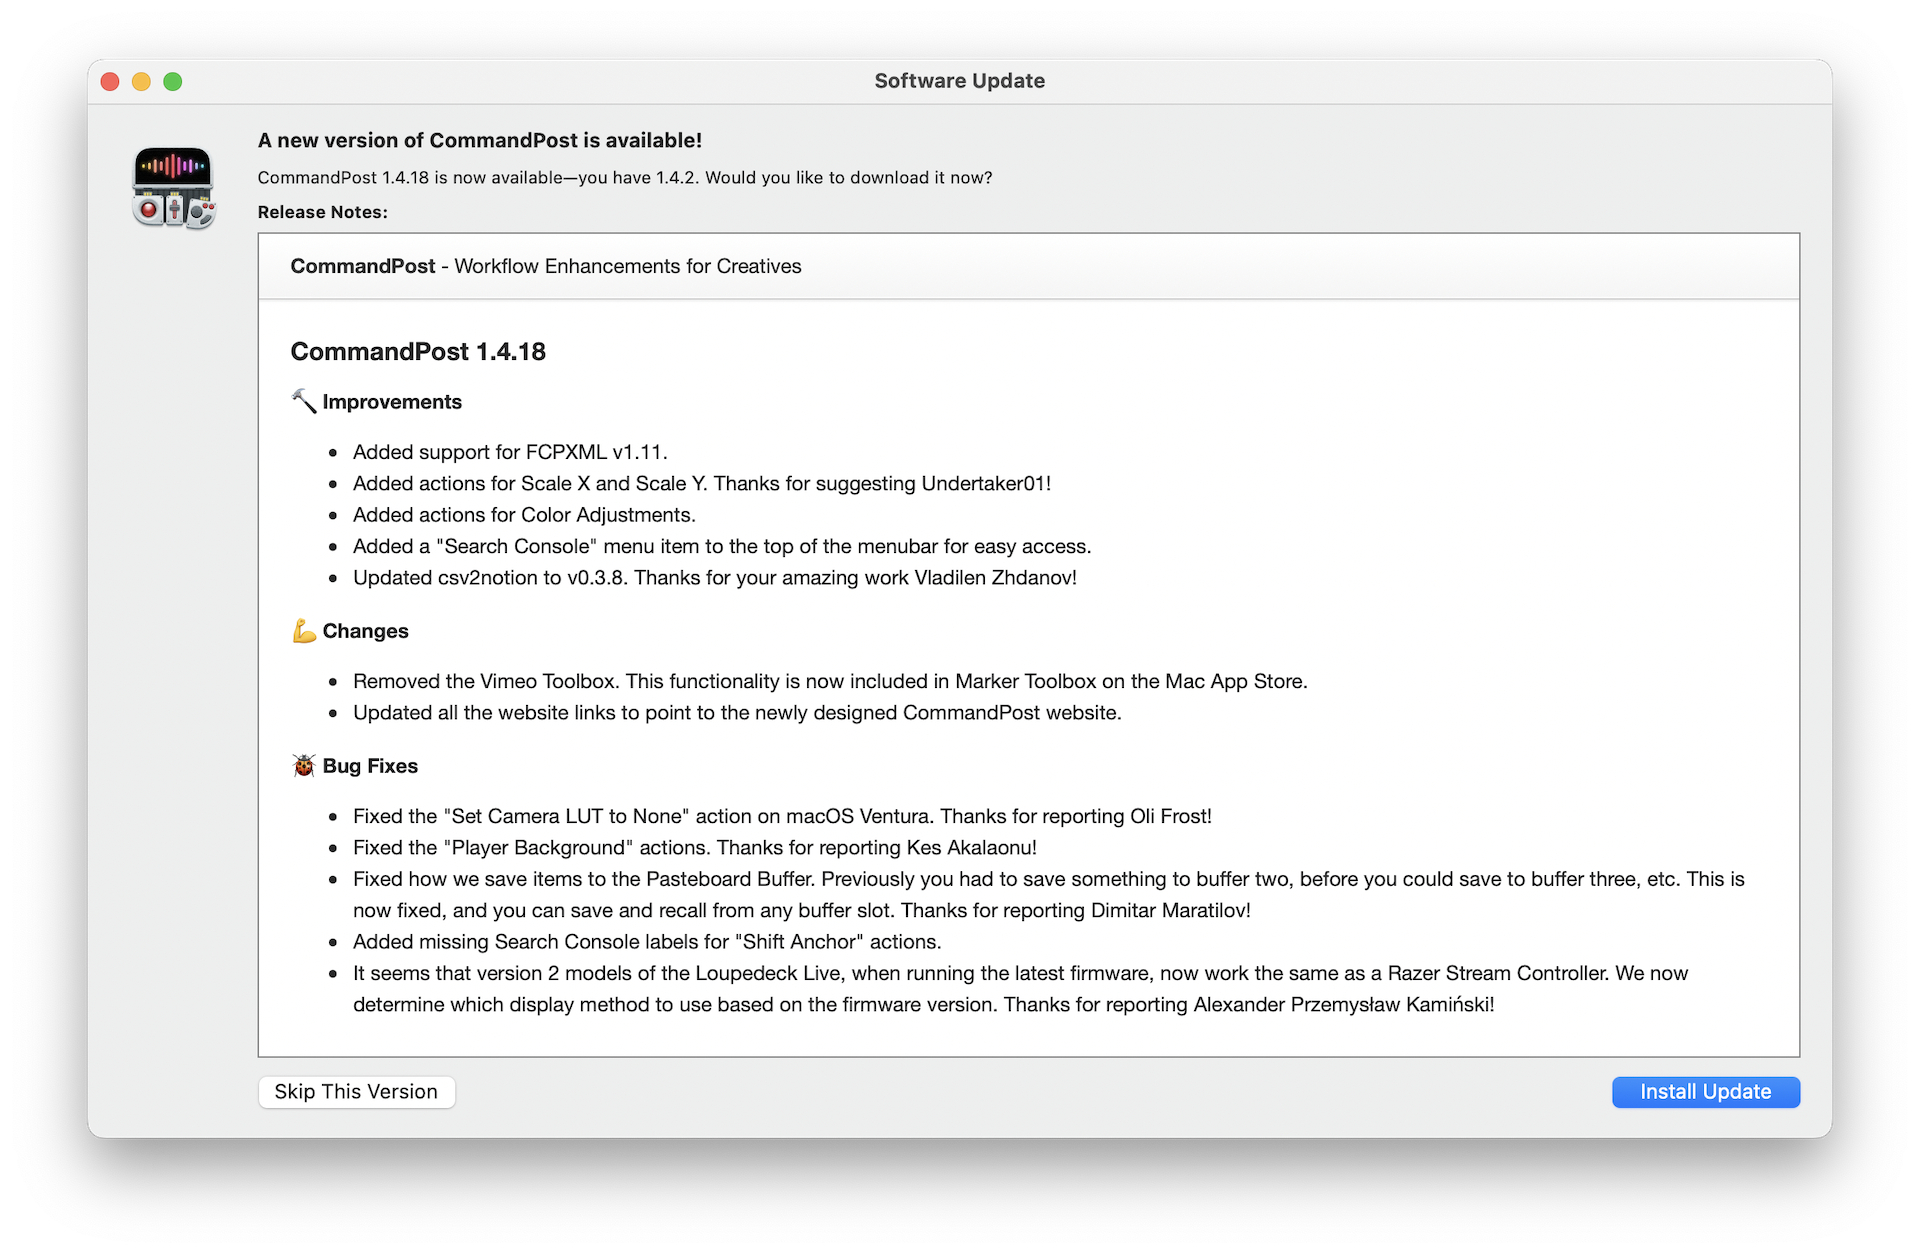 Software Update
A new version of CommandPost is available!
CommandPost 1.4.18 is now available—you have 1.4.2. Would you like to download it now?
Release Notes:
CommandPost - Workflow Enhancements for Creatives
CommandPost 1.4.18
🔨 Improvements
• Added support for FCPXML v1.11.
• Added actions for Scale X and Scale Y. Thanks for suggesting Undertaker01!
• Added actions for Color Adjustments.
• Added a "Search Console" menu item to the top of the menubar for easy access.
• Updated csv2notion to v0.3.8. Thanks for your amazing work Vladilen Zhdanov!
💪 Changes
• Removed the Vimeo Toolbox. This functionality is now included in Marker Toolbox on the Mac App Store.
• Updated all the website links to point to the newly designed CommandPost website.
🐞 Bug Fixes
• Fixed the "Set Camera LUT to None" action on macOS Ventura. Thanks for reporting Oli Frost!
• Fixed the "Player Background" actions. Thanks for reporting Kes Akalaonu!
• Fixed how we save items to the Pasteboard Buffer. Previously you had to save something to buffer two, before you could save to buffer three, etc. This is
now fixed, and you can save and recall from any buffer slot. Thanks for reporting Dimitar Maratilov!
• Added missing Search Console labels for "Shift Anchor" actions.
• It seems that version 2 models of the Loupedeck Live, when running the latest firmware, now work the same as a Razer Stream Controller. We now
determine which display method to use based on the firmware version. Thanks for reporting Alexander Przemysław Kamiński!
Skip This Version
Install Update